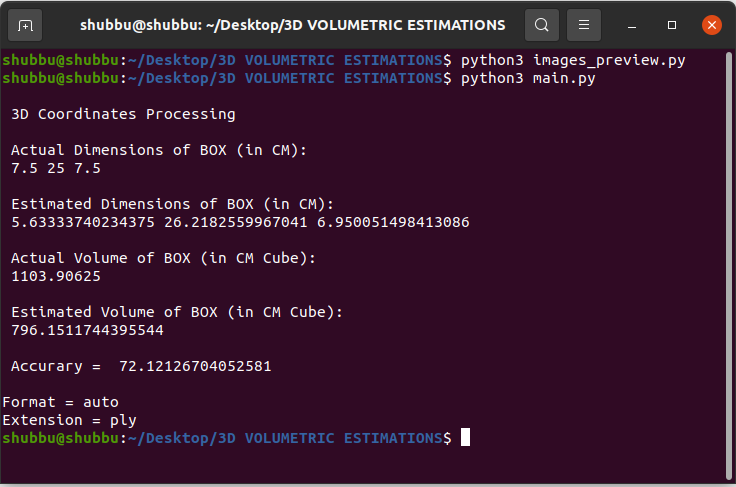 shubbu@shubbu: ~/Desktop/3D VOLUMETRIC ESTIMATIONS
shubbu@shubbu:~/Desktop/3D VOLUMETRIC ESTIMATIONS$ python3 images_preview.py
shubbu@shubbu:~/Desktop/3D VOLUMETRIC ESTIMATIONS$ python3 main.py
3D Coordinates Processing
Actual Dimensions of BOX (in CM):
7.5 25 7.5
Estimated Dimensions of BOX (in CM):
5.63333740234375 26.2182559967041 6.950051498413086
Actual Volume of BOX (in CM Cube):
1103.90625
Estimated Volume of BOX (in CM Cube):
796.1511744395544
Accurary =  72.12126704052581
Format = auto
Extension = ply
shubbu@shubbu:~/Desktop/3D VOLUMETRIC ESTIMATIONS$